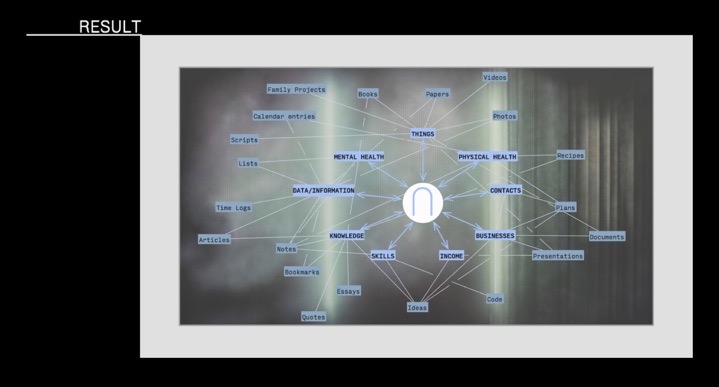 RESULT
Videos
Family Projects
Books
Papers
Calendar entries
Photos
THINGS
Scripts
MENTAL HEALTH
PHYSICAL HEALTH
Recipes
Lists
DATA/INFORMATION
CONTACTS
Time Logs
Plans
Articles
KNOWLEDGE
BUSINESSES
Documents
Notes
SKILLS
INCOME
Presentations
Bookmarks
Essays
Code
Ideas
Quotes